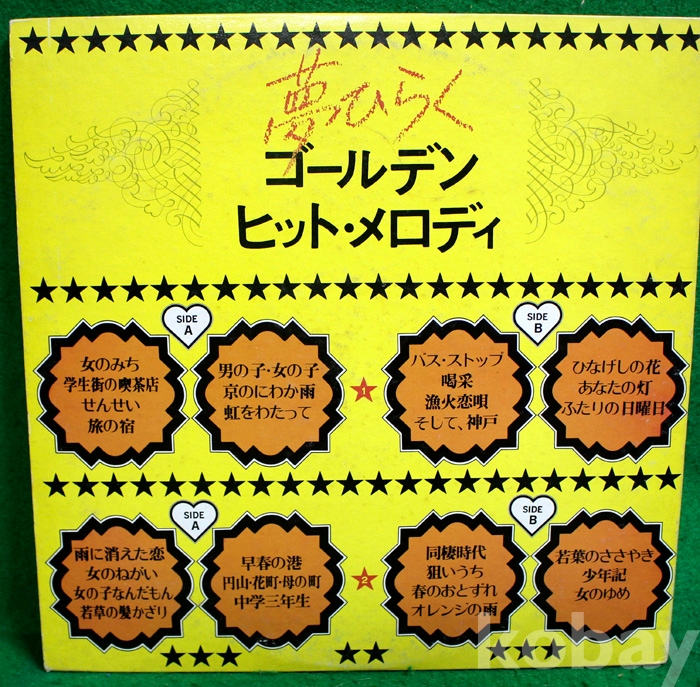 夢ひらく
ゴールデン
ヒット・メロディ
SIDE
A
女のみち
学生街の喫茶店
せんせい
旅の宿
男の子・女の子
京のにわか雨
虹をわたって
1
SIDE
B
バス・ストップ
喝采
漁火恋唄
そして、神戸
ひなげしの花
あなたの灯
ふたりの日曜日
SIDE
A
雨に消えた恋
女のねがい
女の子なんだもん
若草の髪かざり
早春の港
円山・花町・母の町
中学三年生
2
SIDE
B
同棲時代
狙いうち
春のおとずれ
オレンジの雨
若葉のささやき
少年記
女のゆめ
kobay